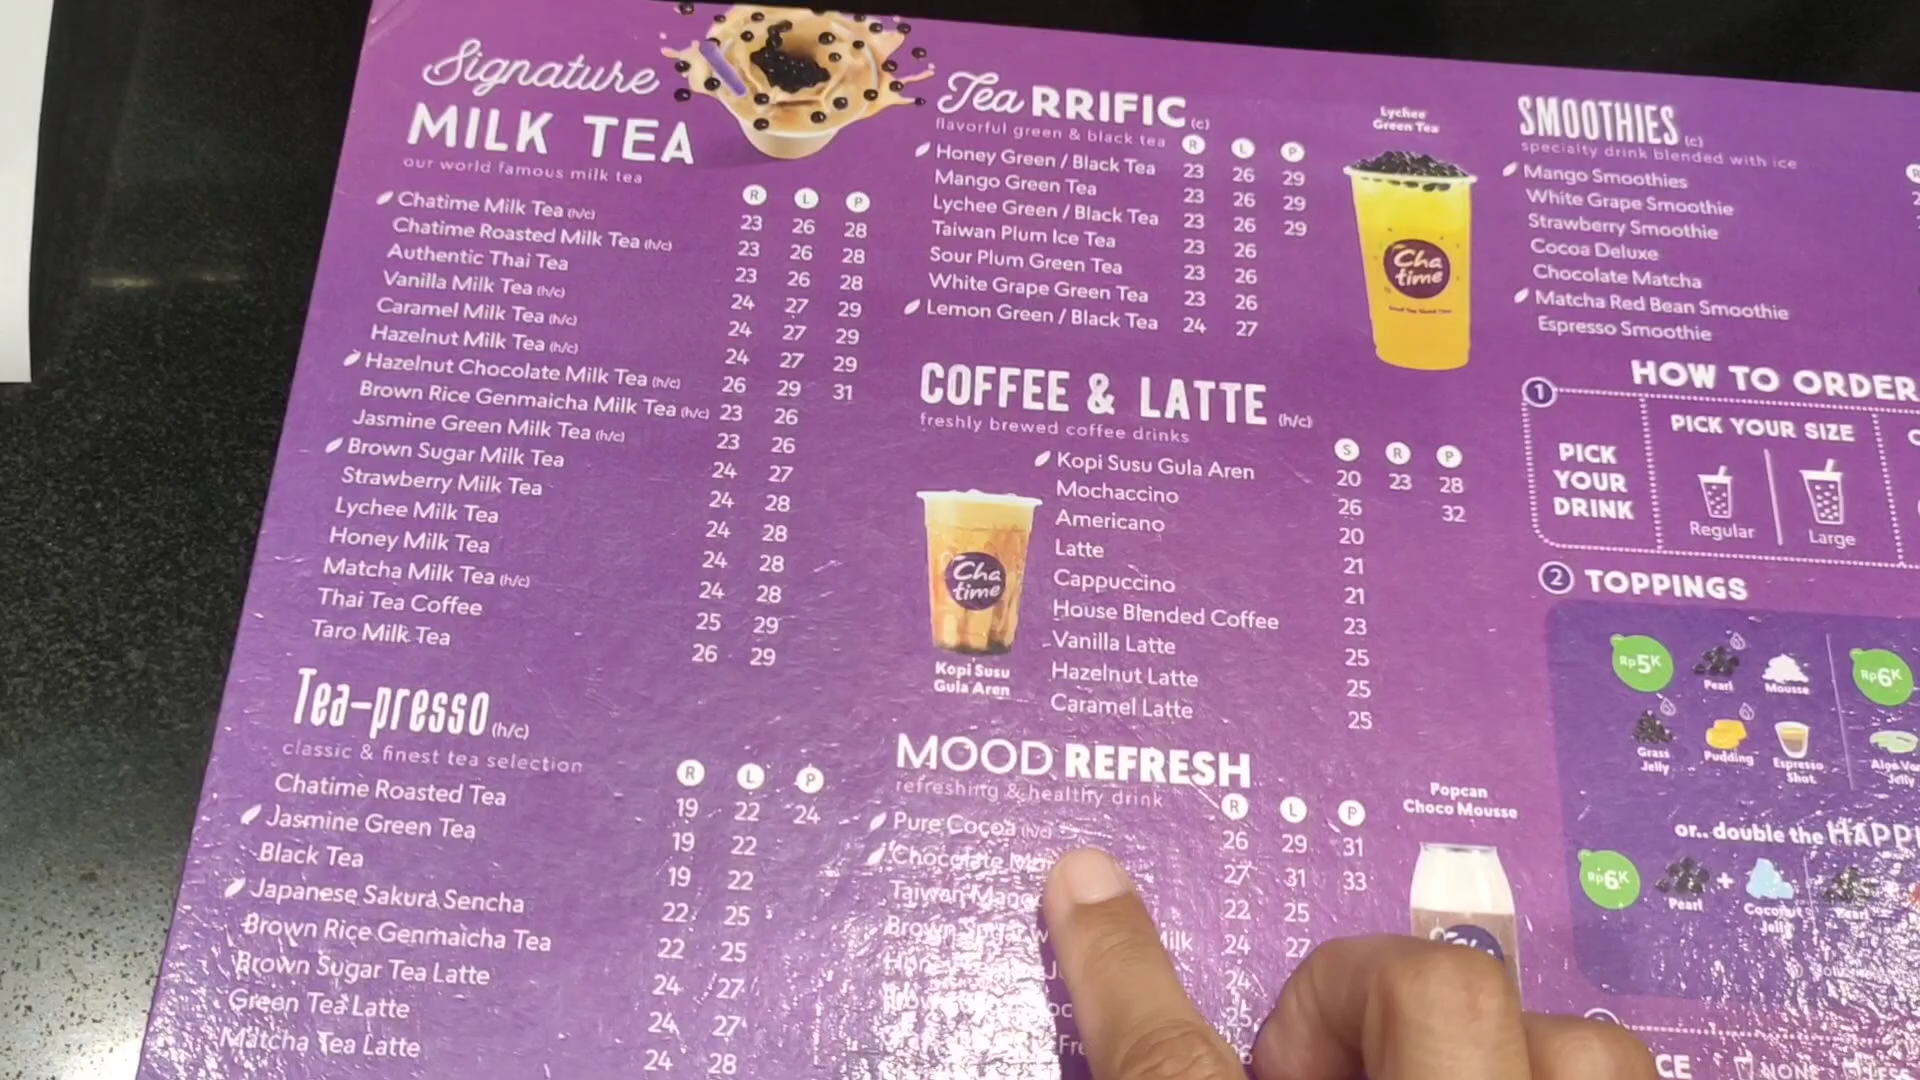 Signature
MILK TEA
our world famous milk tea
R L P
Chatime Milk Tea (h/c) 23 26 28
Chatime Roasted Milk Tea (h/c) 23 26 28
Authentic Thai Tea 23 26 28
Vanilla Milk Tea (h/c) 24 27 29
Caramel Milk Tea (h/c) 24 27 29
Hazelnut Milk Tea (h/c) 24 27 29
Hazelnut Chocolate Milk Tea (h/c) 26 29 31
Brown Rice Genmaicha Milk Tea (h/c) 23 26
Jasmine Green Milk Tea (h/c) 23 26
Brown Sugar Milk Tea 24 27
Strawberry Milk Tea 24 28
Lychee Milk Tea 24 28
Honey Milk Tea 24 28
Matcha Milk Tea (h/c) 24 28
Thai Tea Coffee 25 29
Taro Milk Tea 26 29
Tea-presso (h/c)
classic & finest tea selection
R L P
Chatime Roasted Tea 19 22 24
Jasmine Green Tea 19 22
Black Tea 19 22
Japanese Sakura Sencha 22 25
Brown Rice Genmaicha Tea 22 25
Brown Sugar Tea Latte 24 27
Green Tea Latte 24 27
Matcha Tea Latte 24 28
Tea RRIFIC (c)
flavorful green & black tea
R L P
Honey Green / Black Tea 23 26 29
Mango Green Tea 23 26 29
Lychee Green / Black Tea 23 26 29
Taiwan Plum Ice Tea 23 26
Sour Plum Green Tea 23 26
White Grape Green Tea 23 26
Lemon Green / Black Tea 24 27
Lychee
Green Tea
Cha
time
COFFEE & LATTE (h/c)
freshly brewed coffee drinks
S R P
Kopi Susu Gula Aren 20 23 28
Mochaccino 26 32
Americano 20
Latte 21
Cappuccino 21
House Blended Coffee 23
Vanilla Latte 25
Hazelnut Latte 25
Caramel Latte 25
Cha
time
Kopi Susu
Gula Aren
MOOD REFRESH
refreshing & healthy drink
R L P
Pure Cocoa (h/c) 26 29 31
Chocolate 27 31 33
Taiwan 22 25
Brown 24 27
24
25
Popcan
Choco Mousse
SMOOTHIES (c)
specialty drink blended with ice
Mango Smoothies
White Grape Smoothie
Strawberry Smoothie
Cocoa Deluxe
Chocolate Matcha
Matcha Red Bean Smoothie
Espresso Smoothie
HOW TO ORDER
1
PICK
YOUR
DRINK
PICK YOUR SIZE
Regular Large
2 TOPPINGS
Rp5K
Pearl Mousse
Rp6K
Grass
Jelly
Pudding
Espresso
Shot
Jelly
or.. double the
Rp6K
Pearl + Coconut
Jelly
Pearl
NONE LESS